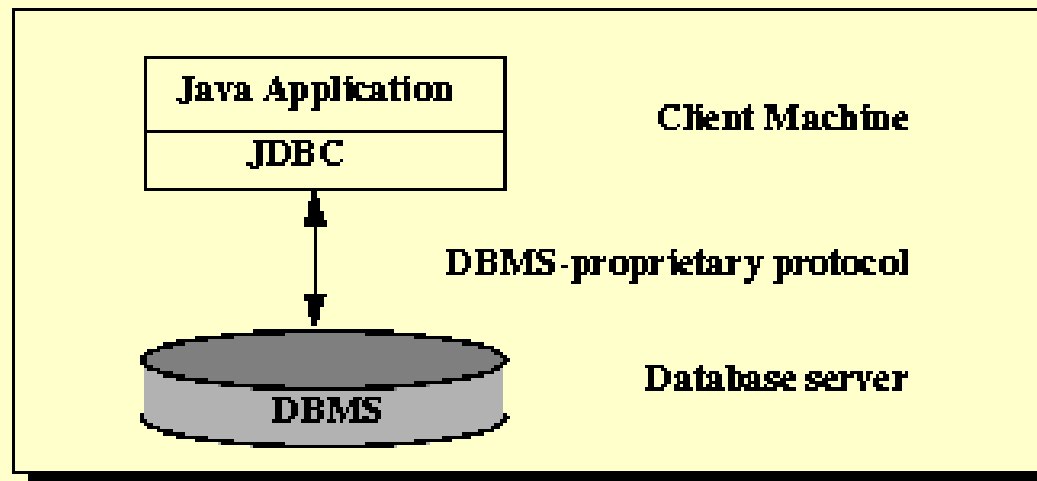 Java Application
Client Machine
JDBC
DBMS-proprietary protocol
Database server
DBMS